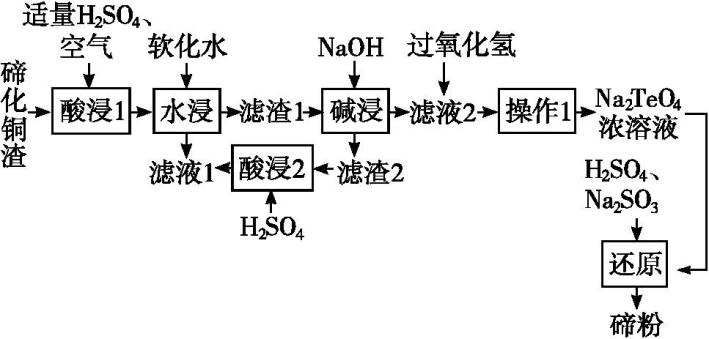 适量H₂SO₄、
空气
软化水
NaOH
过氧化氢
碲化铜渣
酸浸1
水浸
滤渣1
碱浸
滤液2
操作1
Na₂TeO₄
浓溶液
滤液1
酸浸2
滤渣2
H₂SO₄
H₂SO₄、
Na₂SO₃
还原
碲粉